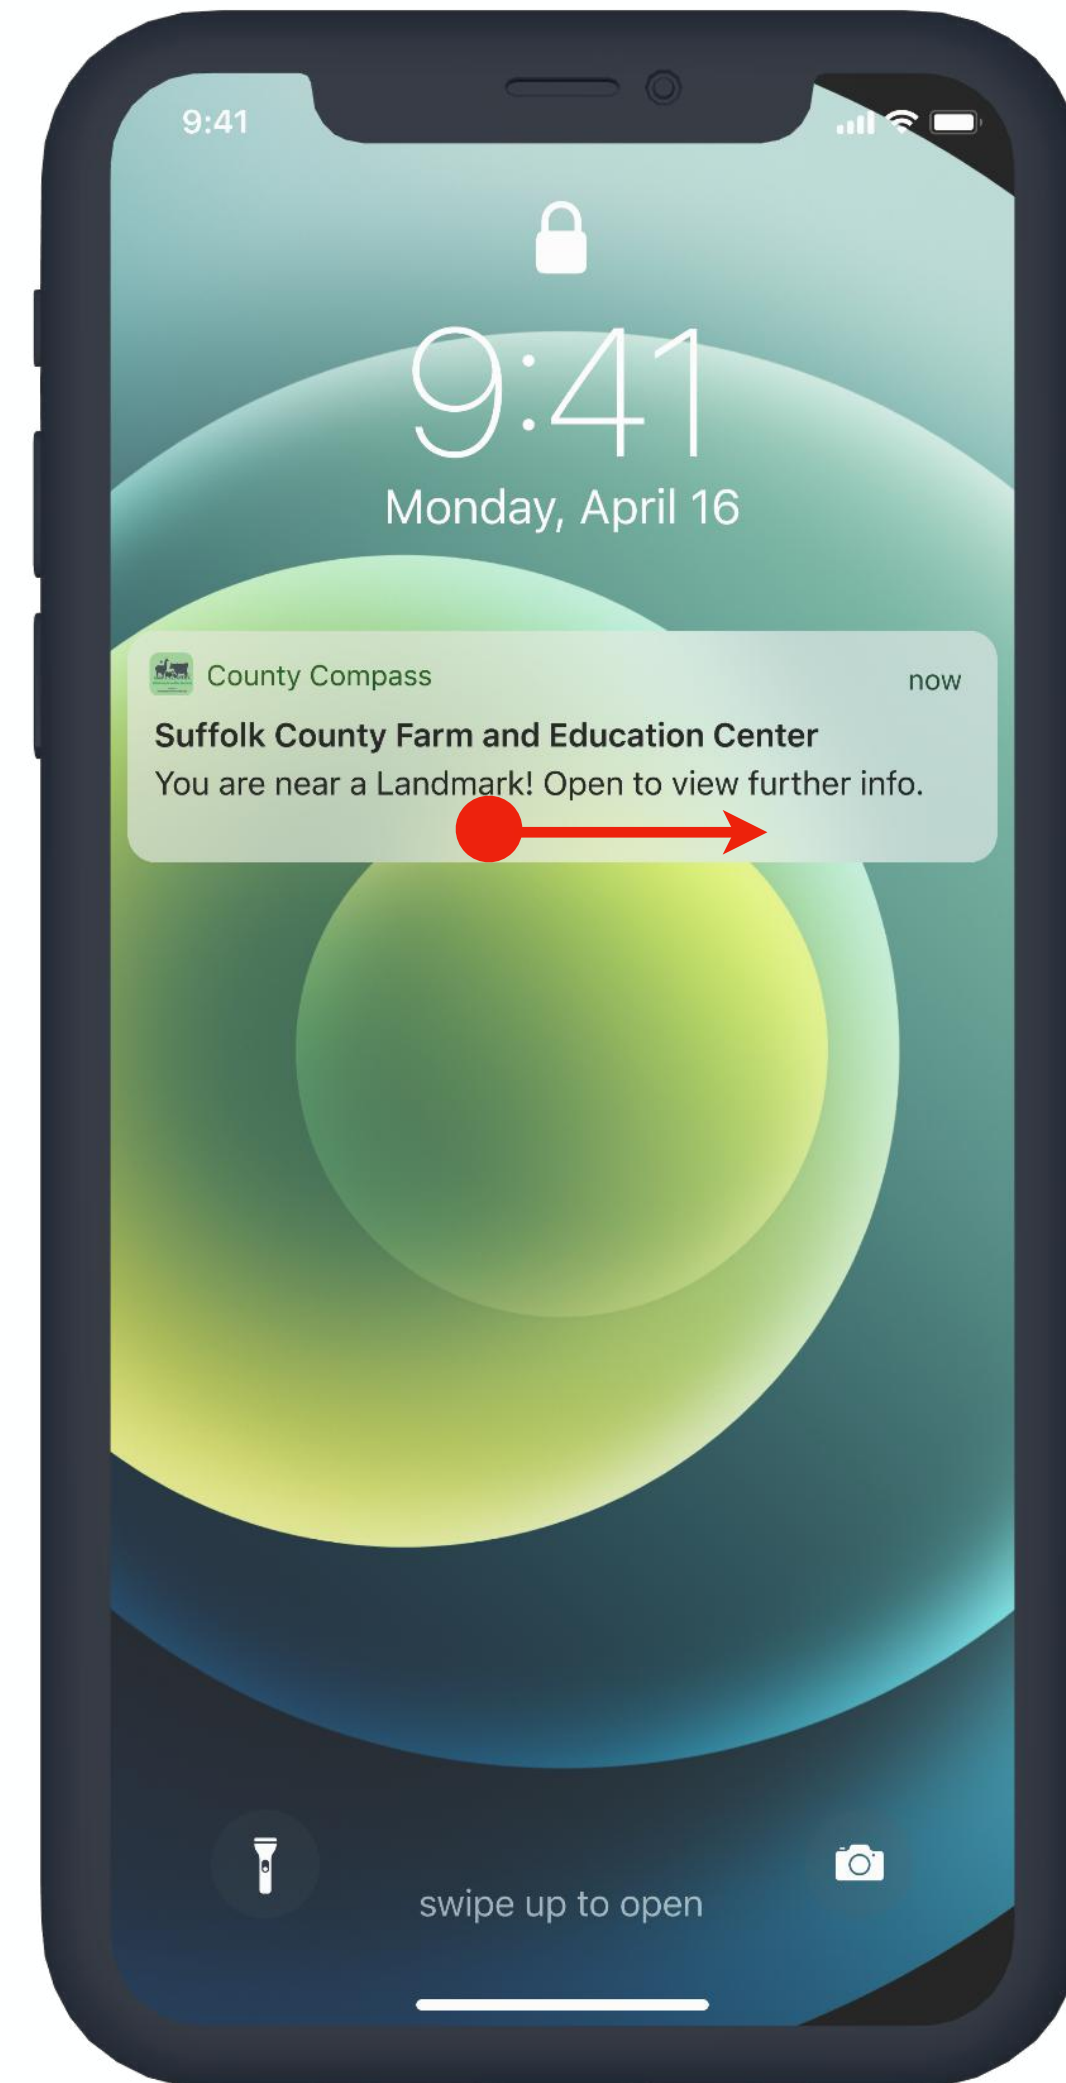 9:41
9:41
Monday, April 16
County Compass
now
Suffolk County Farm and Education Center
You are near a Landmark! Open to view further info.
swipe up to open